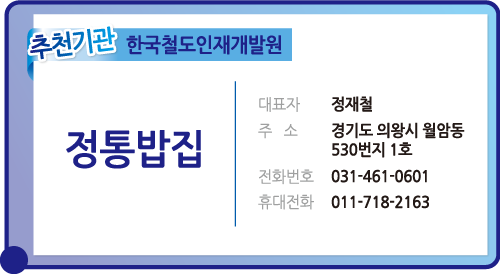 추천기관 한국철도인재개발원
정통밥집
대표자 정재철
주 소 경기도 의왕시 월암동
530번지 1호
전화번호 031-461-0601
휴대전화 011-718-2163